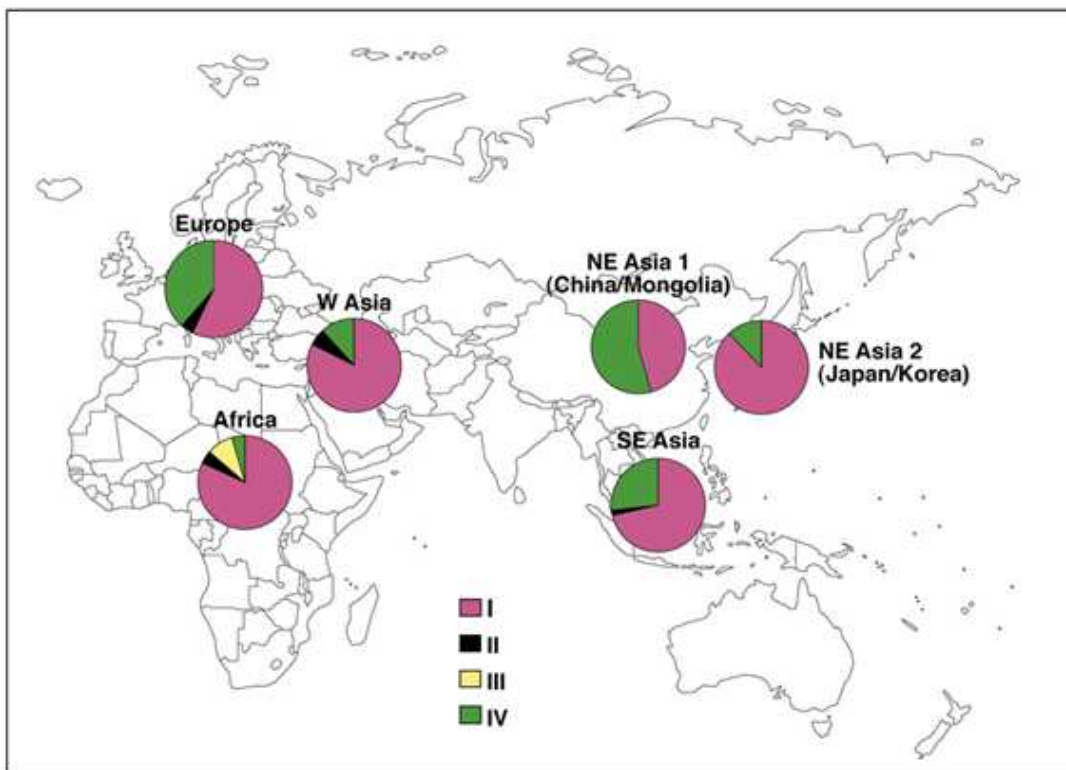 Europe
W Asia
NE Asia 1
(China/Mongolia)
NE Asia 2
(Japan/Korea)
Africa
SE Asia
I
II
III
IV